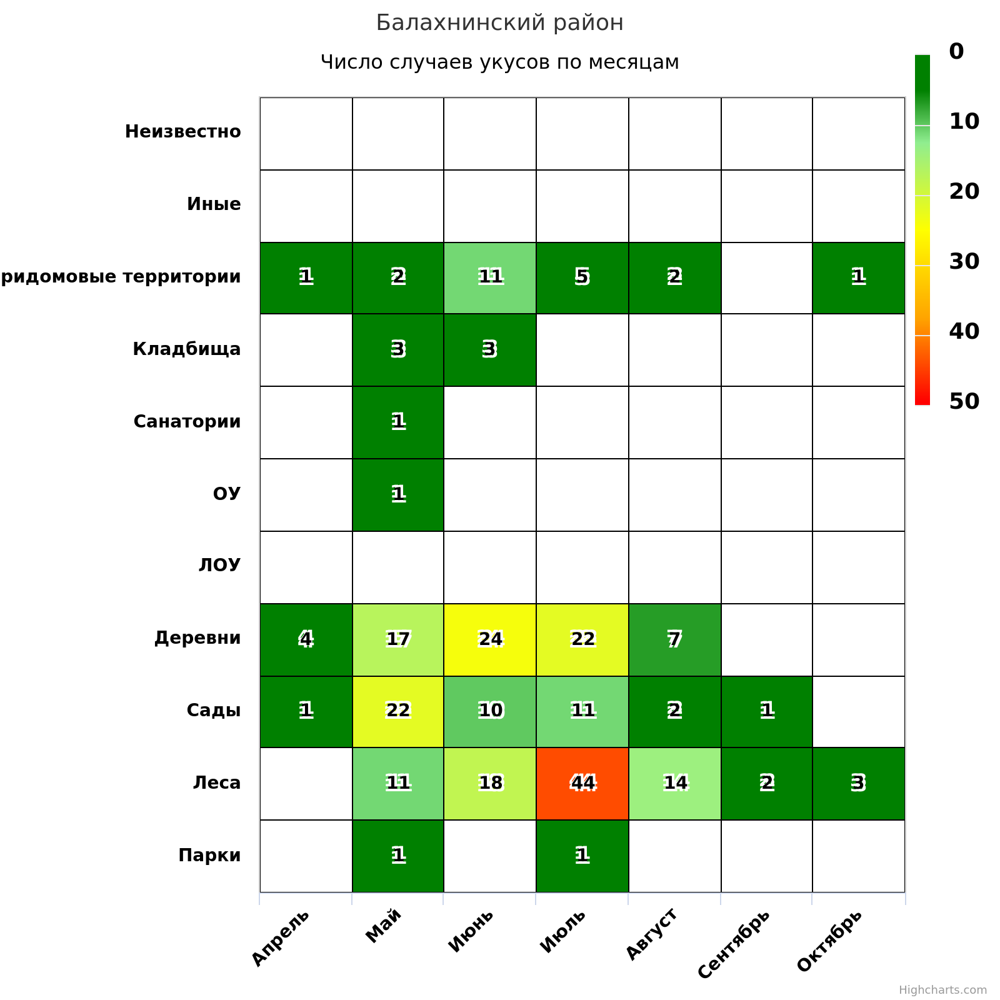 Балахнинский район
Число случаев укусов по месяцам
0
10
20
30
40
50
Неизвестно
Иные
ридомовые территории 1 2 11 5 2 1
Кладбища 3 3
Санатории 1
ОУ 1
ЛОУ
Деревни 4 17 24 22 7
Сады 1 22 10 11 2 1
Леса 11 18 44 14 2 3
Парки 1 1
Апрель Май Июнь Июль Август Сентябрь Октябрь
Highcharts.com